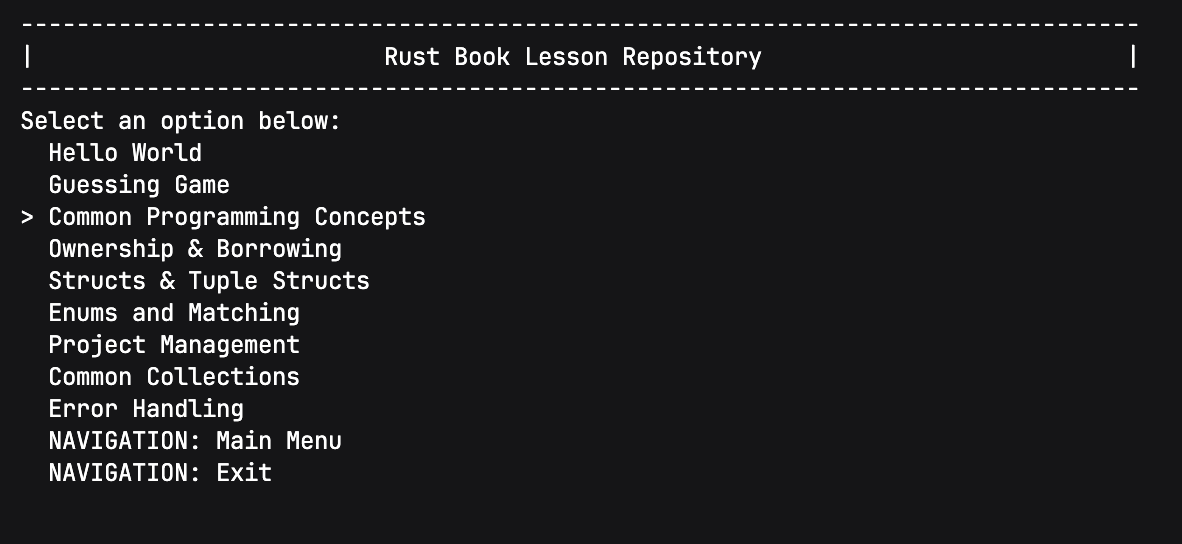 --------------------------------------------------------------------------------
| Rust Book Lesson Repository |
--------------------------------------------------------------------------------
Select an option below:
Hello World
Guessing Game
> Common Programming Concepts
Ownership & Borrowing
Structs & Tuple Structs
Enums and Matching
Project Management
Common Collections
Error Handling
NAVIGATION: Main Menu
NAVIGATION: Exit